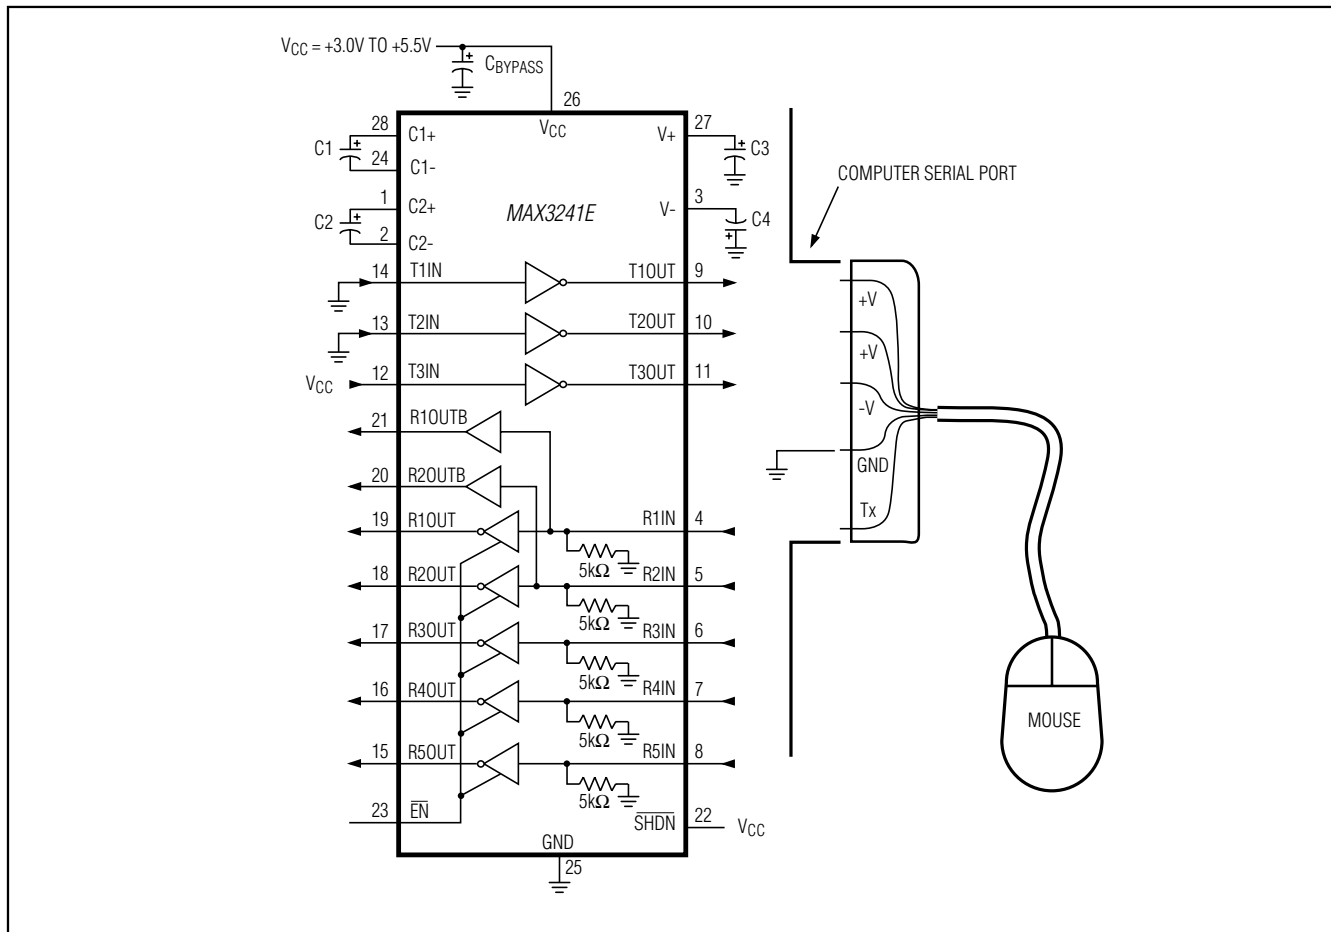 VCC = +3.0V TO +5.5V
CBYPASS
26
VCC
28
C1+
C1
24
C1-
1
C2+
C2
2
C2-
V+
27
C3
V-
3
C4
MAX3241E
COMPUTER SERIAL PORT
14
T1IN
T1OUT
9
13
T2IN
T2OUT
10
VCC
12
T3IN
T3OUT
11
21
R1OUTB
20
R2OUTB
19
R1OUT
R1IN
4
5kΩ
18
R2OUT
R2IN
5
5kΩ
17
R3OUT
R3IN
6
5kΩ
16
R4OUT
R4IN
7
5kΩ
15
R5OUT
R5IN
8
5kΩ
23
EN
SHDN
22
VCC
GND
25
+V
+V
-V
GND
Tx
MOUSE